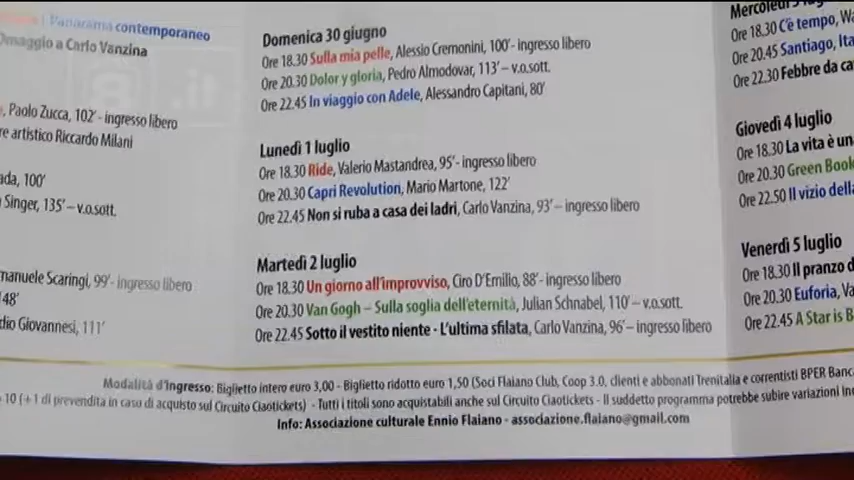 Panorama contemporaneo
Omaggio a Carlo Vanzina
Paolo Zucca, 102' - ingresso libero
re artistico Riccardo Milani
ada, 100'
Singer, 135' – v.o.sott.
manuele Scaringi, 99' - ingresso libero
148'
dio Giovannesi, 111'
Domenica 30 giugno
Ore 18.30 Sulla mia pelle, Alessio Cremonini, 100' - ingresso libero
Ore 20.30 Dolor y gloria, Pedro Almodovar, 113' – v.o.sott.
Ore 22.45 In viaggio con Adele, Alessandro Capitani, 80'
Lunedì 1 luglio
Ore 18.30 Ride, Valerio Mastandrea, 95' - ingresso libero
Ore 20.30 Capri Revolution, Mario Martone, 122'
Ore 22.45 Non si ruba a casa dei ladri, Carlo Vanzina, 93' – ingresso libero
Martedì 2 luglio
Ore 18.30 Un giorno all'improvviso, Ciro D'Emilio, 88' - ingresso libero
Ore 20.30 Van Gogh – Sulla soglia dell'eternità, Julian Schnabel, 110' – v.o.sott.
Ore 22.45 Sotto il vestito niente - L'ultima sfilata, Carlo Vanzina, 96' – ingresso libero
Mercoledì 3
Ore 18.30 C'è tempo, Wa
Ore 20.45 Santiago, Ita
Ore 22.30 Febbre da ca
Giovedì 4 luglio
Ore 18.30 La vita è un
Ore 20.30 Green Book
Ore 22.50 Il vizio della
Venerdì 5 luglio
Ore 18.30 Il pranzo d
Ore 20.30 Euforia, Va
Ore 22.45 A Star is B
Modalità d'ingresso: Biglietto intero euro 3,00 - Biglietto ridotto euro 1,50 (Soci Flaiano Club, Coop 3.0, clienti e abbonati Trenitalia e correntisti BPER Banca
10 (+ 1 di prevendita in caso di acquisto sul Circuito Ciaotickets) - Tutti i titoli sono acquistabili anche sul Circuito Ciaotickets - Il suddetto programma potrebbe subire variazioni
Info: Associazione culturale Ennio Flaiano - associazione.flaiano@gmail.com